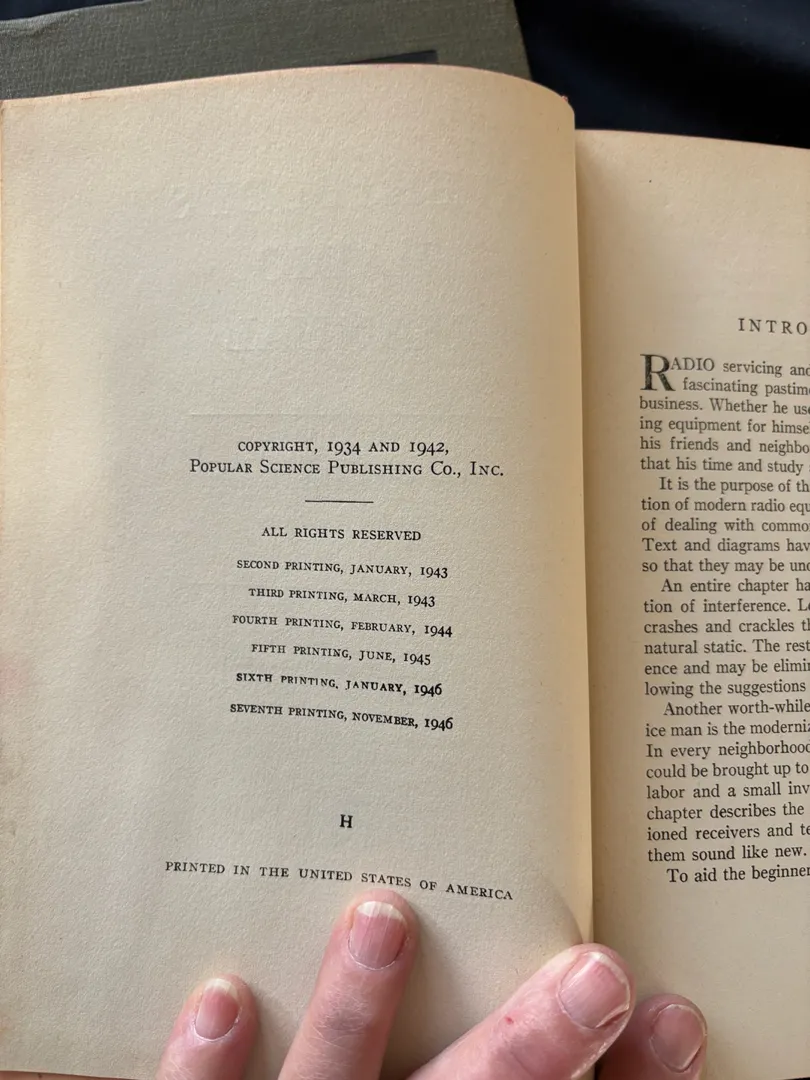 COPYRIGHT, 1934 AND 1942,
POPULAR SCIENCE PUBLISHING CO., INC.
ALL RIGHTS RESERVED
SECOND PRINTING, JANUARY, 1943
THIRD PRINTING, MARCH, 1943
FOURTH PRINTING, FEBRUARY, 1944
FIFTH PRINTING, JUNE, 1945
SIXTH PRINTING, JANUARY, 1946
SEVENTH PRINTING, NOVEMBER, 1946
H
PRINTED IN THE UNITED STATES OF AMERICA
INTRO
RADIO servicing and
fascinating pastim
business. Whether he us
ing equipment for himse
his friends and neighbo
that his time and study
It is the purpose of th
tion of modern radio equ
of dealing with commo
Text and diagrams hav
so that they may be un
An entire chapter ha
tion of interference. L
crashes and crackles th
natural static. The rest
ence and may be elimi
lowing the suggestions
Another worth-while
ice man is the moderni
In every neighborhood
could be brought up to
labor and a small inv
chapter describes the
ioned receivers and te
them sound like new.
To aid the beginner